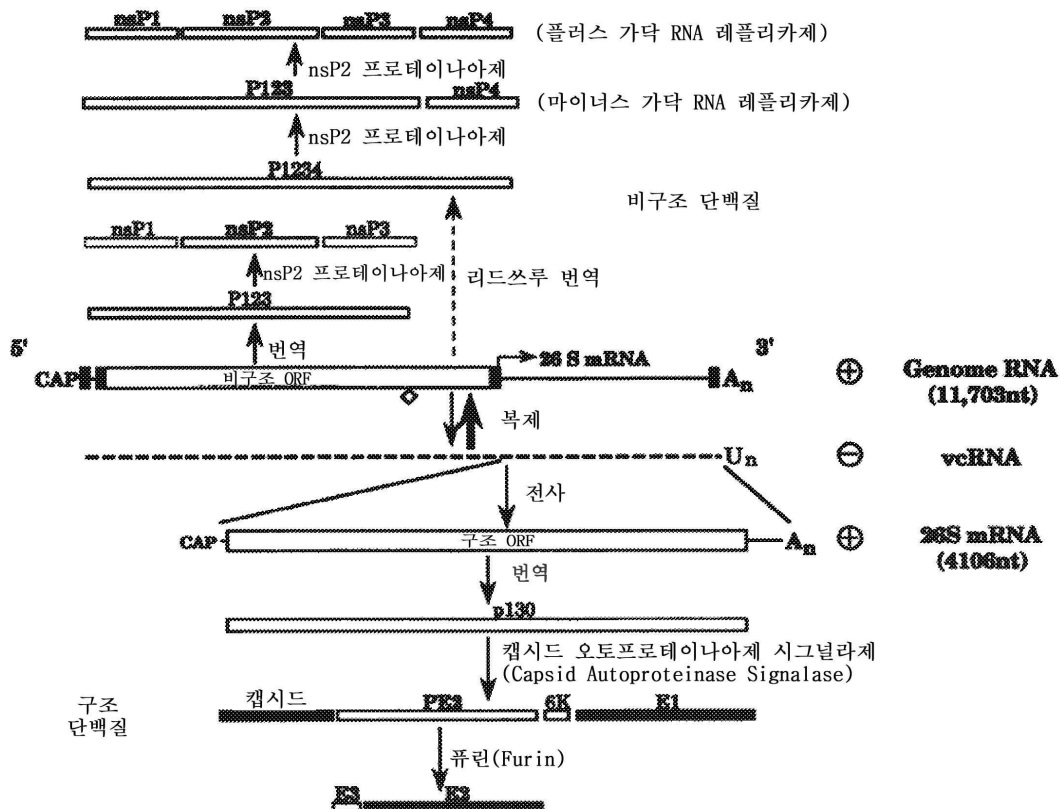 nsP1 nsP2 nsP3 nsP4 (플러스 가닥 RNA 레플리카제)
nsP2 프로테이나아제
P123 nsP4 (마이너스 가닥 RNA 레플리카제)
nsP2 프로테이나아제
P1234
비구조 단백질
nsP1 nsP2 nsP3
nsP2 프로테이나아제 리드쓰루 번역
P123
5' 번역 26 S mRNA 3'
CAP 비구조 ORF An ⊕ Genome RNA
(11,703nt)
복제
Un ⊖ vcRNA
전사
CAP 구조 ORF An ⊕ 26S mRNA
(4106nt)
번역
p130
캡시드 오토프로테이나아제 시그널라제
(Capsid Autoproteinase Signalase)
구조
단백질
캡시드 PE2 6K E1
퓨린(Furin)
E3 E2